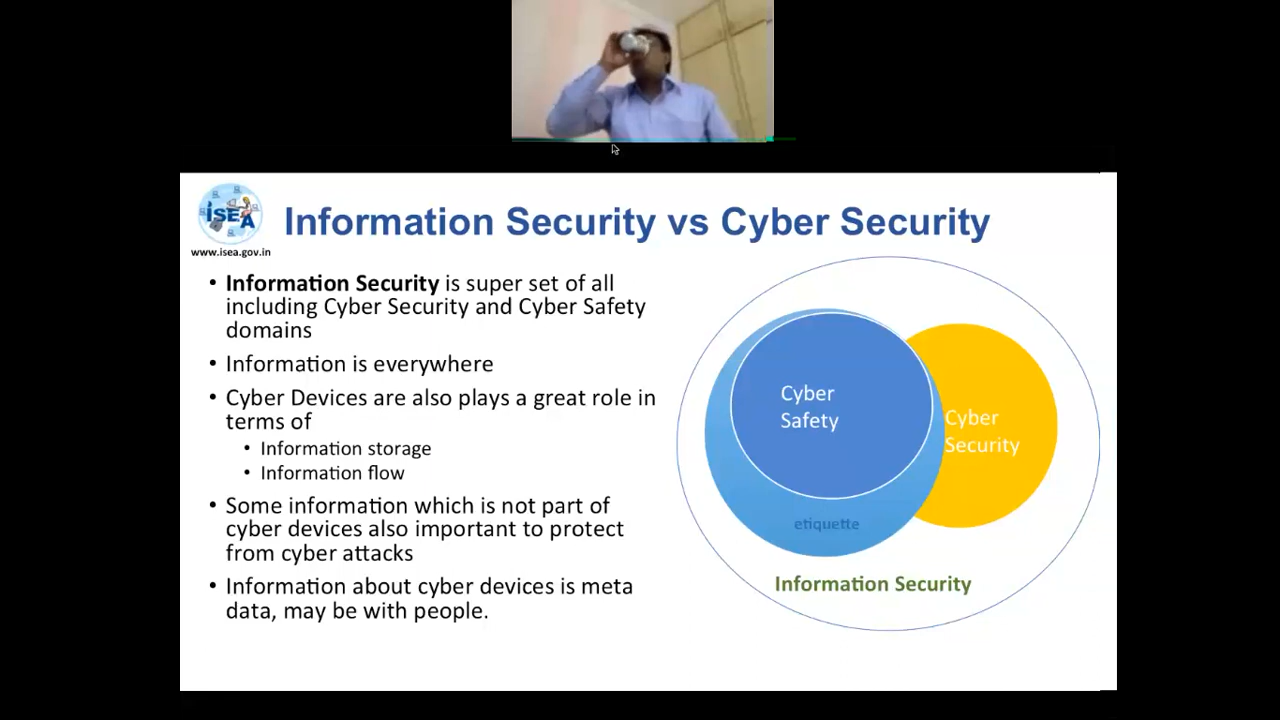 iSEA
www.isea.gov.in
Information Security vs Cyber Security
• Information Security is super set of all
including Cyber Security and Cyber Safety
domains
• Information is everywhere
• Cyber Devices are also plays a great role in
terms of
• Information storage
• Information flow
• Some information which is not part of
cyber devices also important to protect
from cyber attacks
• Information about cyber devices is meta
data, may be with people.
Cyber
Safety
Cyber
Security
etiquette
Information Security